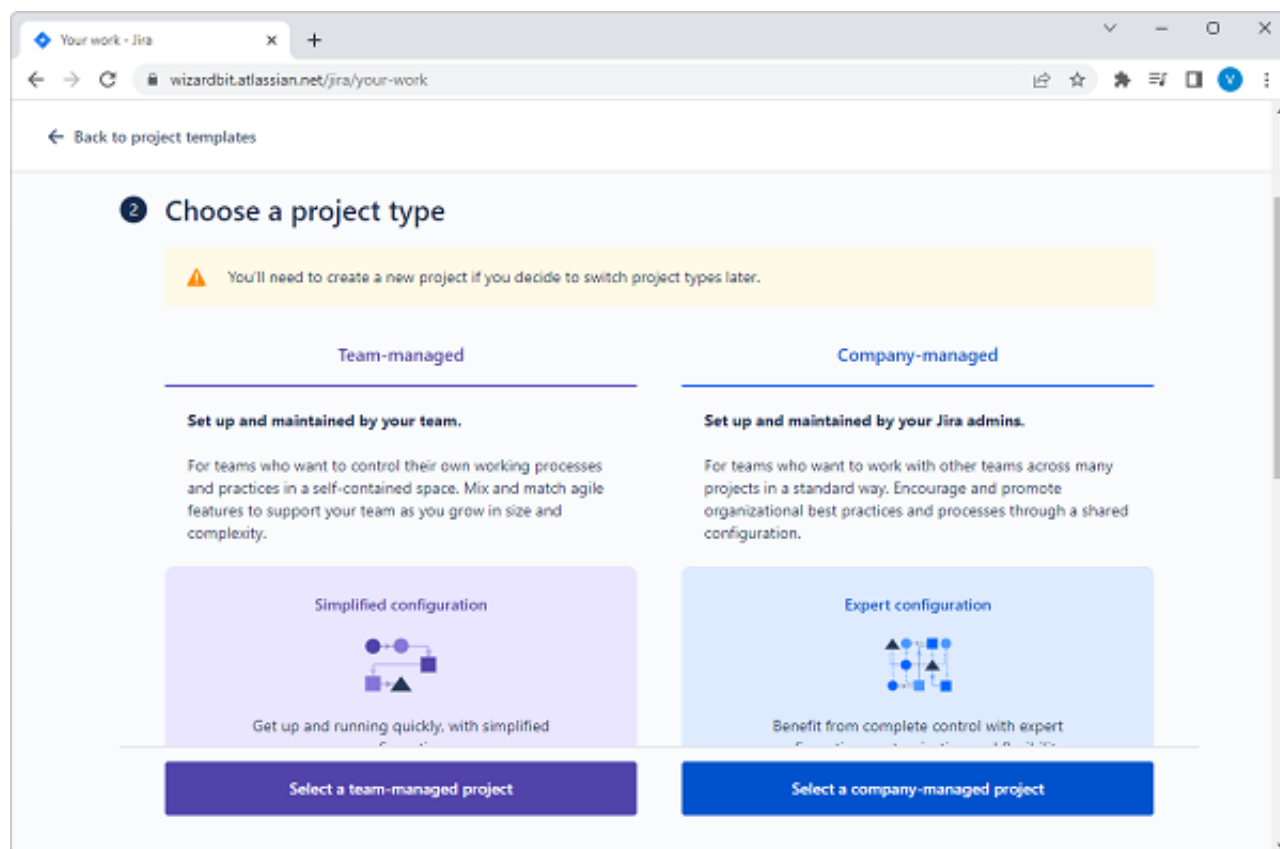 Your work - Jira
wizardbit.atlassian.net/jira/your-work
V
Back to project templates
2 Choose a project type
You'll need to create a new project if you decide to switch project types later.
Team-managed
Set up and maintained by your team.
For teams who want to control their own working processes
and practices in a self-contained space. Mix and match agile
features to support your team as you grow in size and
complexity.
Simplified configuration
Get up and running quickly, with simplified
Select a team-managed project
Company-managed
Set up and maintained by your Jira admins.
For teams who want to work with other teams across many
projects in a standard way. Encourage and promote
organizational best practices and processes through a shared
configuration.
Expert configuration
Benefit from complete control with expert
Select a company-managed project